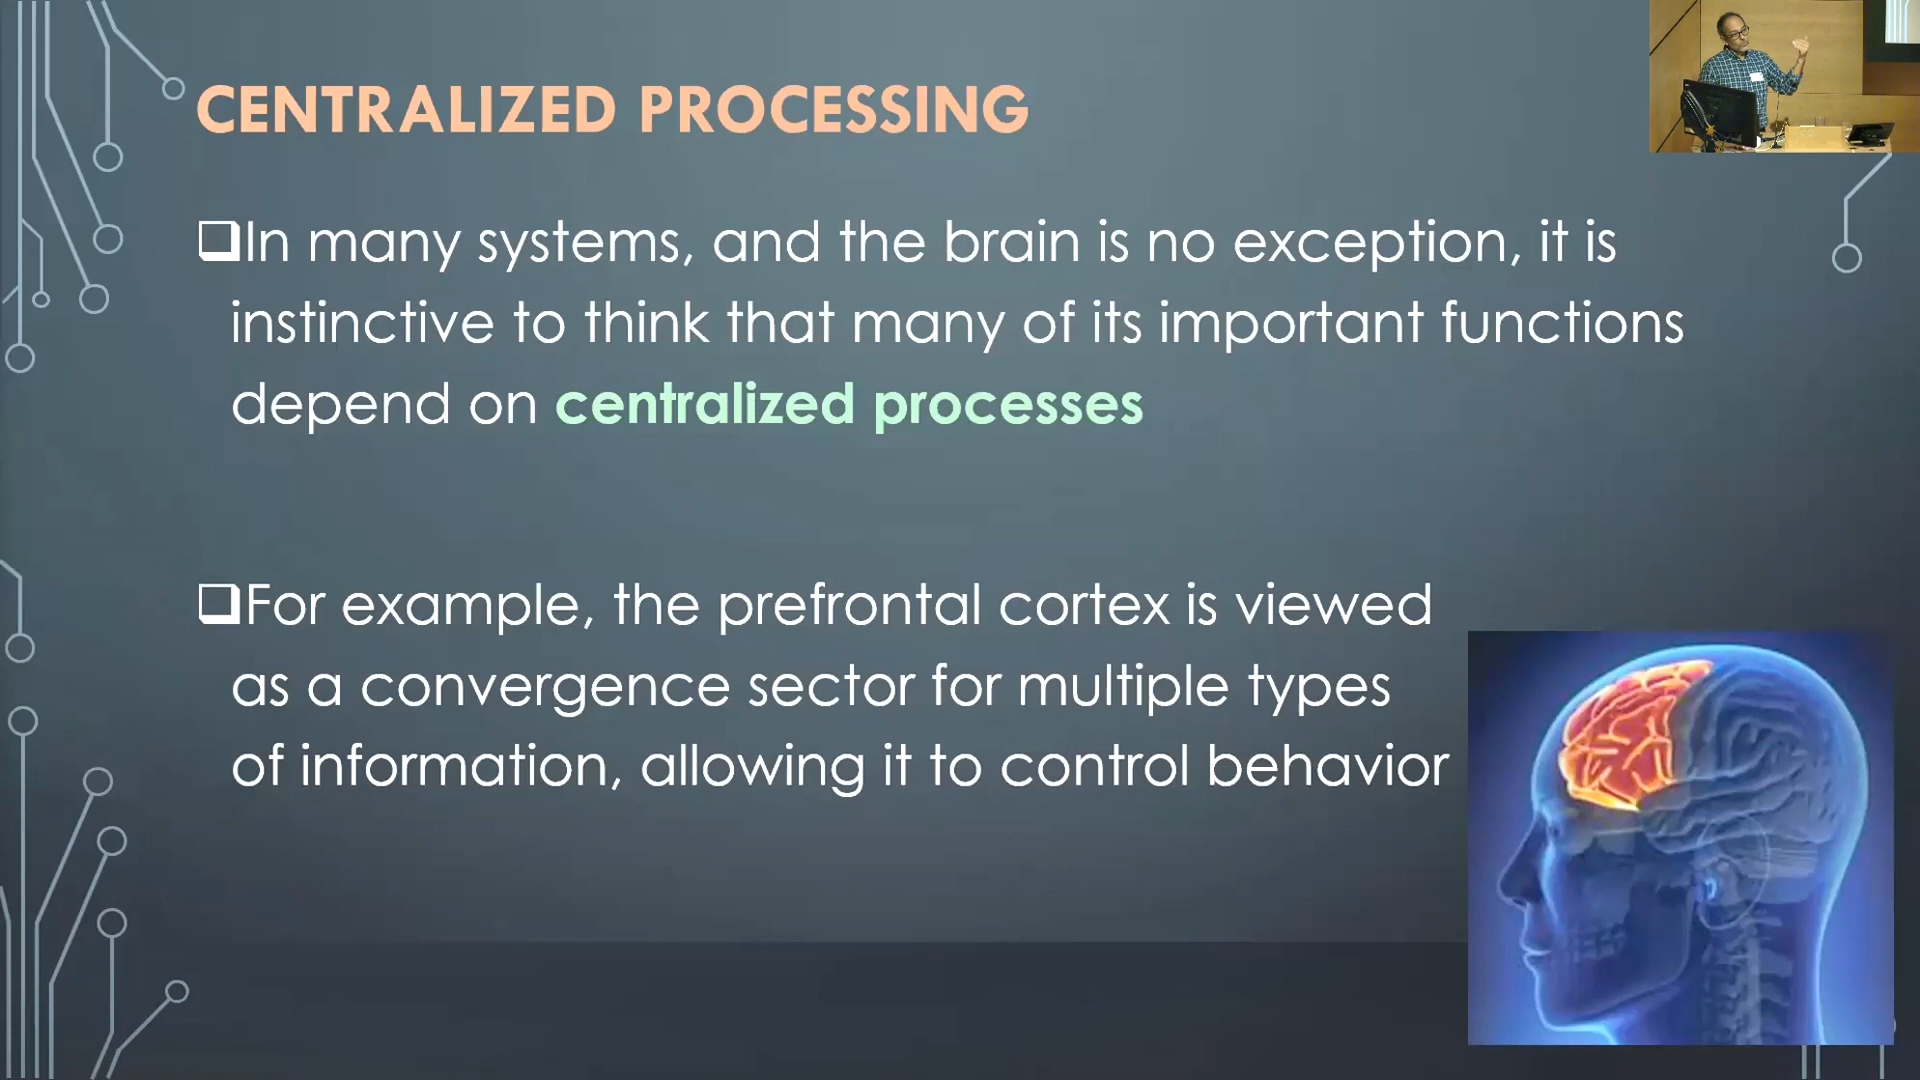 CENTRALIZED PROCESSING
❑In many systems, and the brain is no exception, it is
instinctive to think that many of its important functions
depend on centralized processes
❑For example, the prefrontal cortex is viewed
as a convergence sector for multiple types
of information, allowing it to control behavior